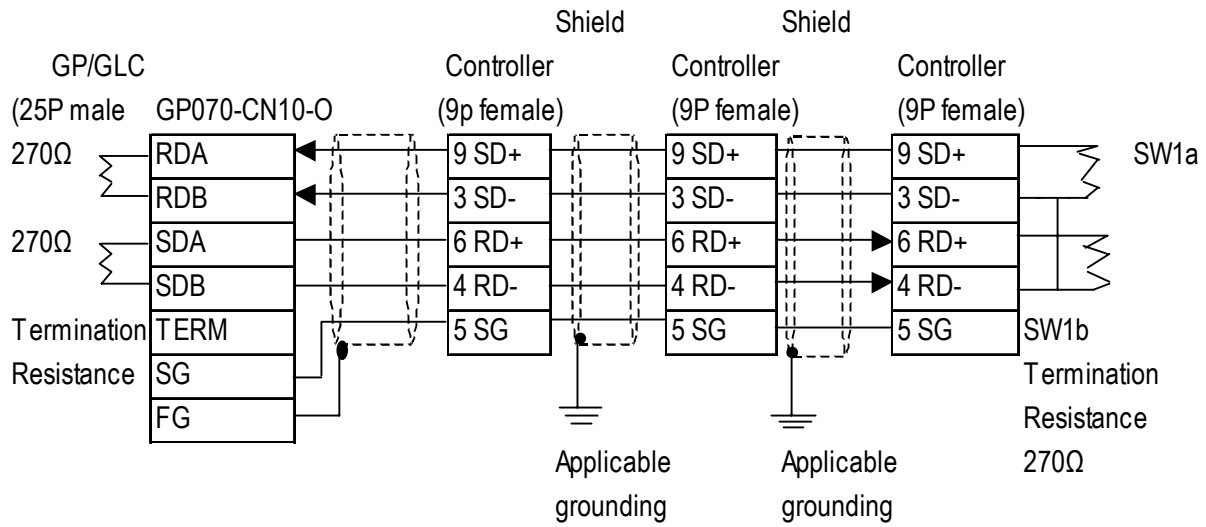 Shield Shield
GP/GLC Controller Controller Controller
(25P male GP070-CN10-O (9p female) (9P female) (9P female)
270Ω RDA 9 SD+ 9 SD+ 9 SD+ SW1a
RDB 3 SD- 3 SD- 3 SD-
270Ω SDA 6 RD+ 6 RD+ 6 RD+
SDB 4 RD- 4 RD- 4 RD-
Termination TERM 5 SG 5 SG 5 SG SW1b
Resistance SG Termination
FG Resistance
Applicable Applicable 270Ω
grounding grounding